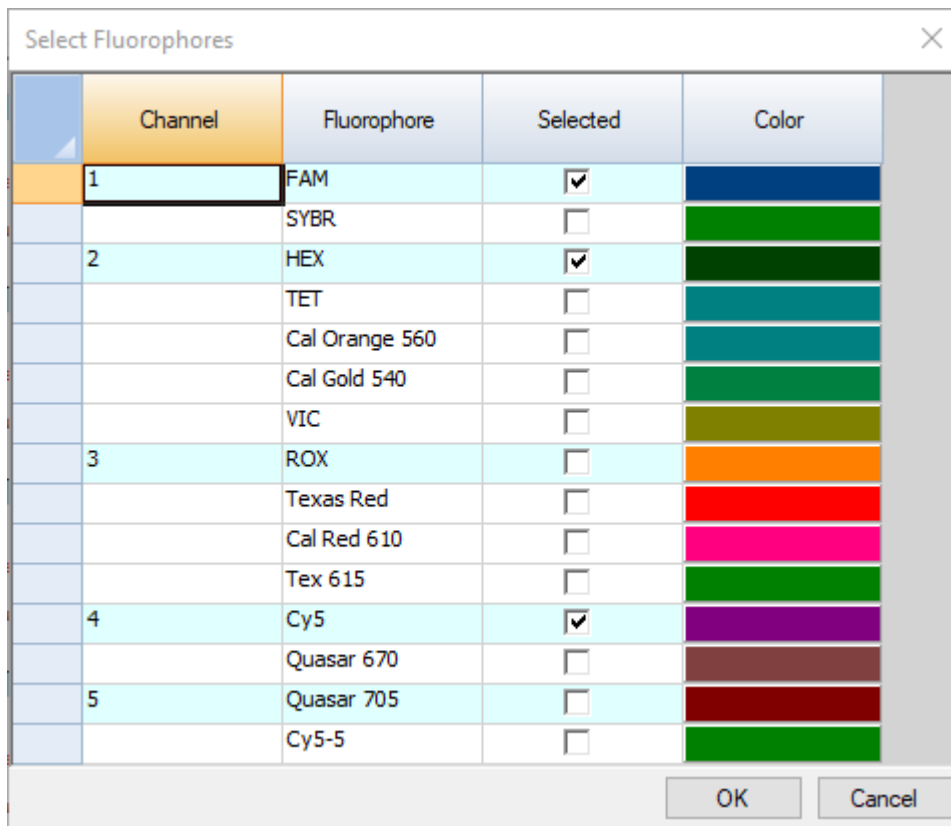 Select Fluorophores
Channel Fluorophore Selected Color
1 FAM
SYBR
2 HEX
TET
Cal Orange 560
Cal Gold 540
VIC
3 ROX
Texas Red
Cal Red 610
Tex 615
4 Cy5
Quasar 670
5 Quasar 705
Cy5-5
OK Cancel